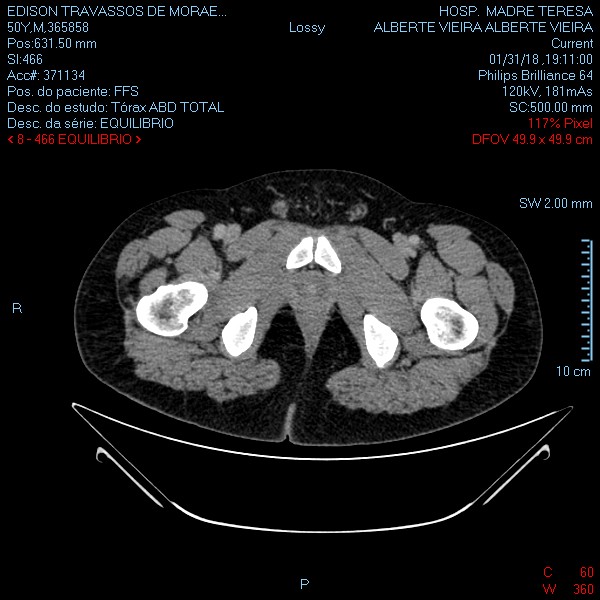 EDISON TRAVASSOS DE MORAE...
50Y,M,365858
Pos:631.50 mm
SI:466
Acc#: 371134
Pos. do paciente: FFS
Desc. do estudo: Tórax ABD TOTAL
Desc. da série: EQUILIBRIO
< 8 - 466 EQUILIBRIO >
Lossy
HOSP. MADRE TERESA
ALBERTE VIEIRA ALBERTE VIEIRA
Current
01/31/18 ,19:11:00
Philips Brilliance 64
120kV, 181mAs
SC:500.00 mm
117% Pixel
DFOV 49.9 x 49.9 cm
SW 2.00 mm
R
10 cm
P
C 60
W 360